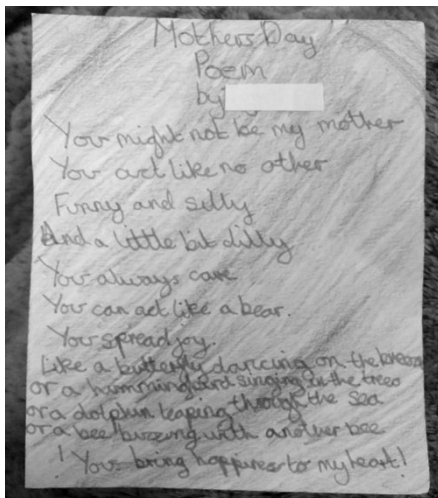 Mothers Day
Poem
by
You might not be my mother
You act like no other
Funny and silly
And a little bit dilly
You always care
You can act like a bear.
You spread joy.
Like a butterfly dancing on the breeze
or a hummingbird singing in the trees
or a dolphin leaping through the sea
or a bee buzzing with another bee
! You bring happiness to my heart!